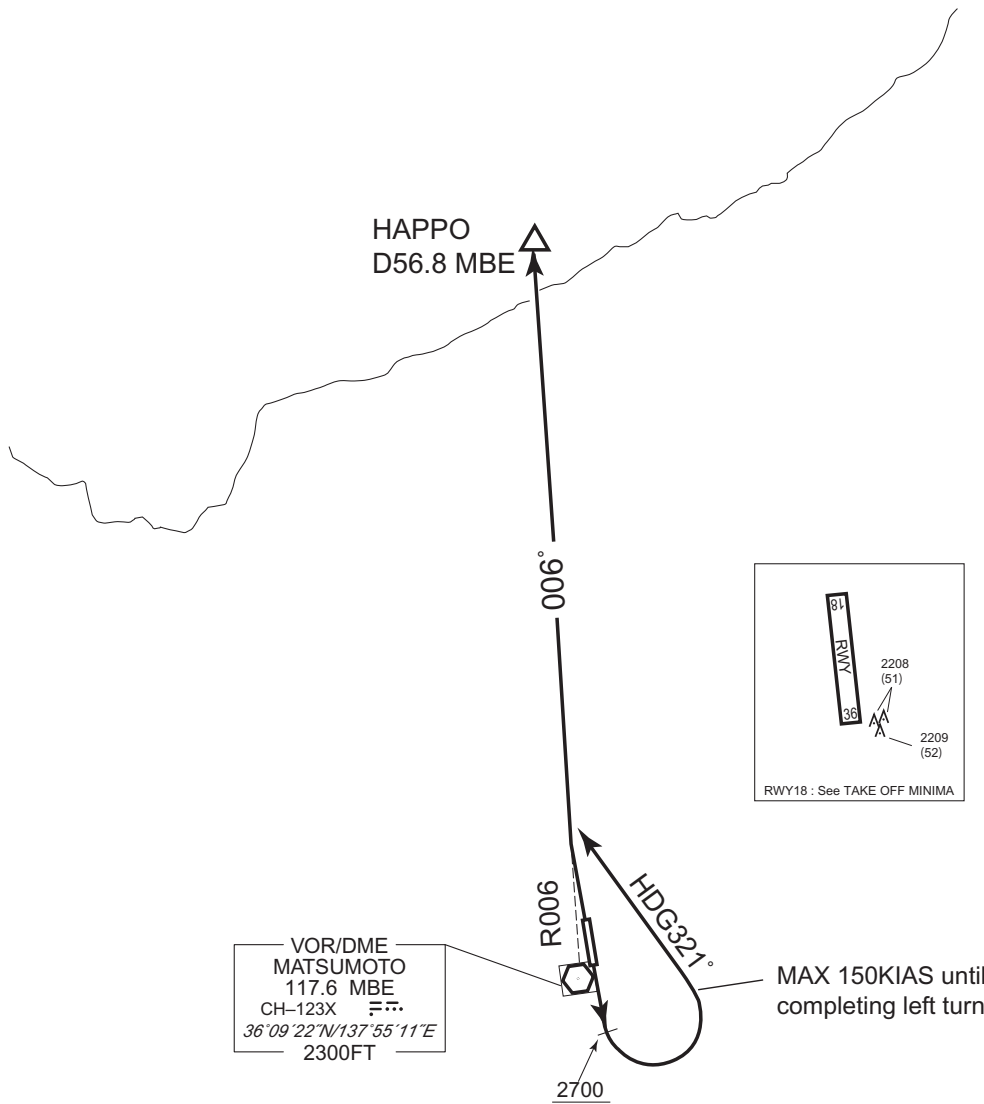 HAPPO
D56.8 MBE
006°
R006
HDG321°
MAX 150KIAS until
completing left turn
VOR/DME
MATSUMOTO
117.6 MBE
CH–123X
36°09′22″N/137°55′11″E
2300FT
2700
18
RWY
36
2208
(51)
2209
(52)
RWY18 : See TAKE OFF MINIMA